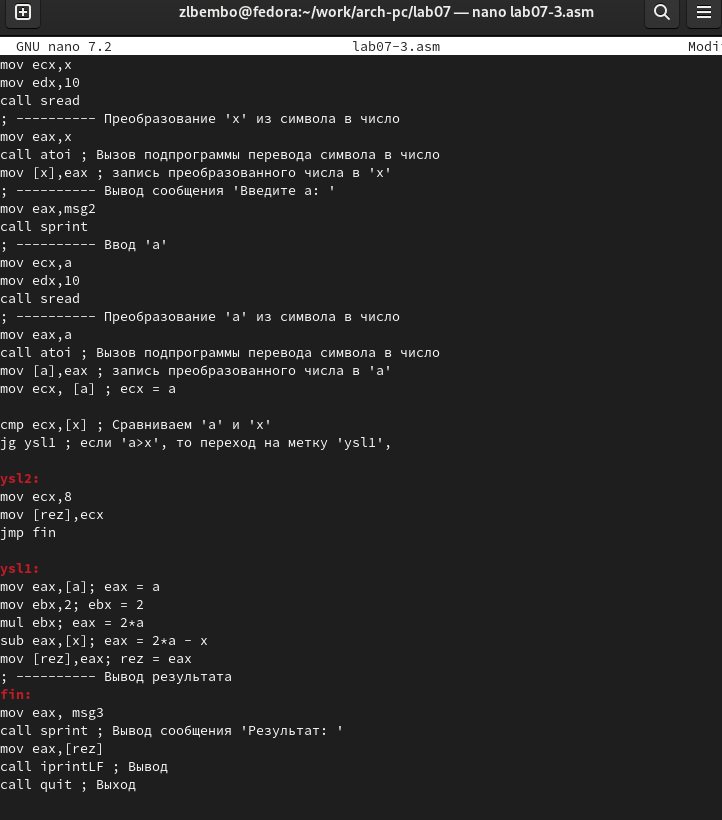 zlbembo@fedora:~/work/arch-pc/lab07 — nano lab07-3.asm
GNU nano 7.2 lab07-3.asm Modi
mov ecx,x
mov edx,10
call sread
; ---------- Преобразование 'x' из символа в число
mov eax,x
call atoi ; Вызов подпрограммы перевода символа в число
mov [x],eax ; запись преобразованного числа в 'x'
; ---------- Вывод сообщения 'Введите a: '
mov eax,msg2
call sprint
; ---------- Ввод 'a'
mov ecx,a
mov edx,10
call sread
; ---------- Преобразование 'a' из символа в число
mov eax,a
call atoi ; Вызов подпрограммы перевода символа в число
mov [a],eax ; запись преобразованного числа в 'a'
mov ecx, [a] ; ecx = a
cmp ecx,[x] ; Сравниваем 'a' и 'x'
jg ysl1 ; если 'a>x', то переход на метку 'ysl1',
ysl2:
mov ecx,8
mov [rez],ecx
jmp fin
ysl1:
mov eax,[a]; eax = a
mov ebx,2; ebx = 2
mul ebx; eax = 2*a
sub eax,[x]; eax = 2*a - x
mov [rez],eax; rez = eax
; ---------- Вывод результата
fin:
mov eax, msg3
call sprint ; Вывод сообщения 'Результат: '
mov eax,[rez]
call iprintLF ; Вывод
call quit ; Выход